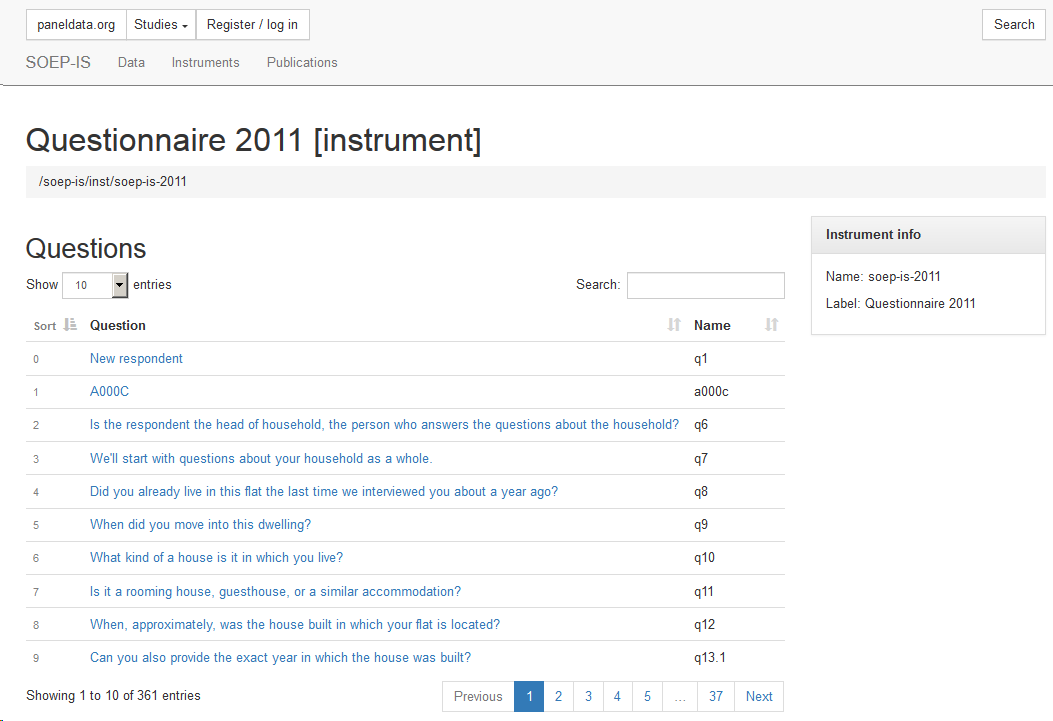 paneldata.org Studies Register / log in Search
SOEP-IS Data Instruments Publications
Questionnaire 2011 [instrument]
/soep-is/inst/soep-is-2011
Questions
Show 10 entries Search:
Sort Question Name
0 New respondent q1
1 A000C a000c
2 Is the respondent the head of household, the person who answers the questions about the household? q6
3 We'll start with questions about your household as a whole. q7
4 Did you already live in this flat the last time we interviewed you about a year ago? q8
5 When did you move into this dwelling? q9
6 What kind of a house is it in which you live? q10
7 Is it a rooming house, guesthouse, or a similar accommodation? q11
8 When, approximately, was the house built in which your flat is located? q12
9 Can you also provide the exact year in which the house was built? q13.1
Showing 1 to 10 of 361 entries Previous 1 2 3 4 5 ... 37 Next
Instrument info
Name: soep-is-2011
Label: Questionnaire 2011